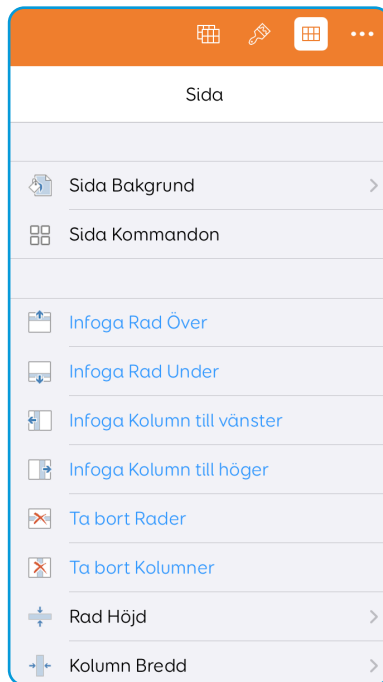 Sida
Sida Bakgrund
Sida Kommandon
Infoga Rad Över
Infoga Rad Under
Infoga Kolumn till vänster
Infoga Kolumn till höger
Ta bort Rader
Ta bort Kolumner
Rad Höjd
Kolumn Bredd